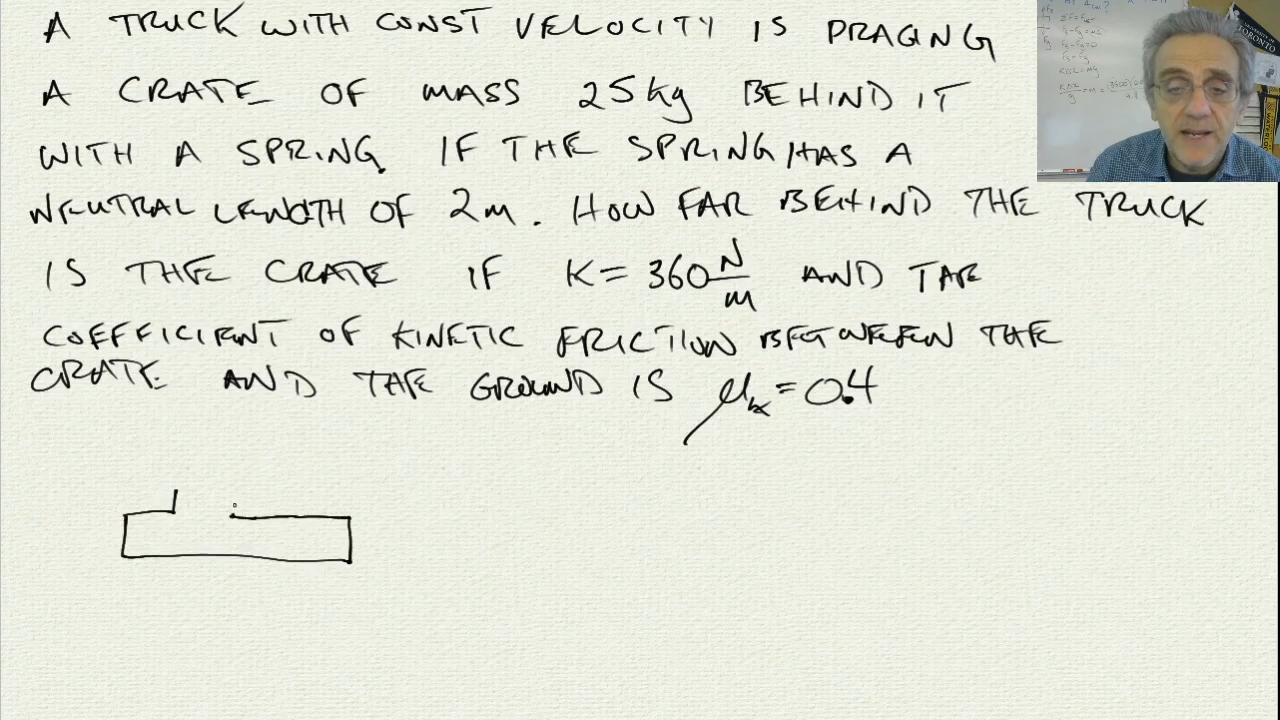 A TRUCK WITH CONST VELOCITY IS DRAGING
A CRATE OF MASS 25kg BEHIND IT
WITH A SPRING. IF THE SPRING HAS A
NEUTRAL LENGTH OF 2m. HOW FAR BEHIND THE TRUCK
IS THE CRATE IF K = 360 N/m AND THE
COEFFICIENT OF KINETIC FRICTION BETWEEN THE
CRATE AND THE GROUND IS μk = 0.4
TORONTO